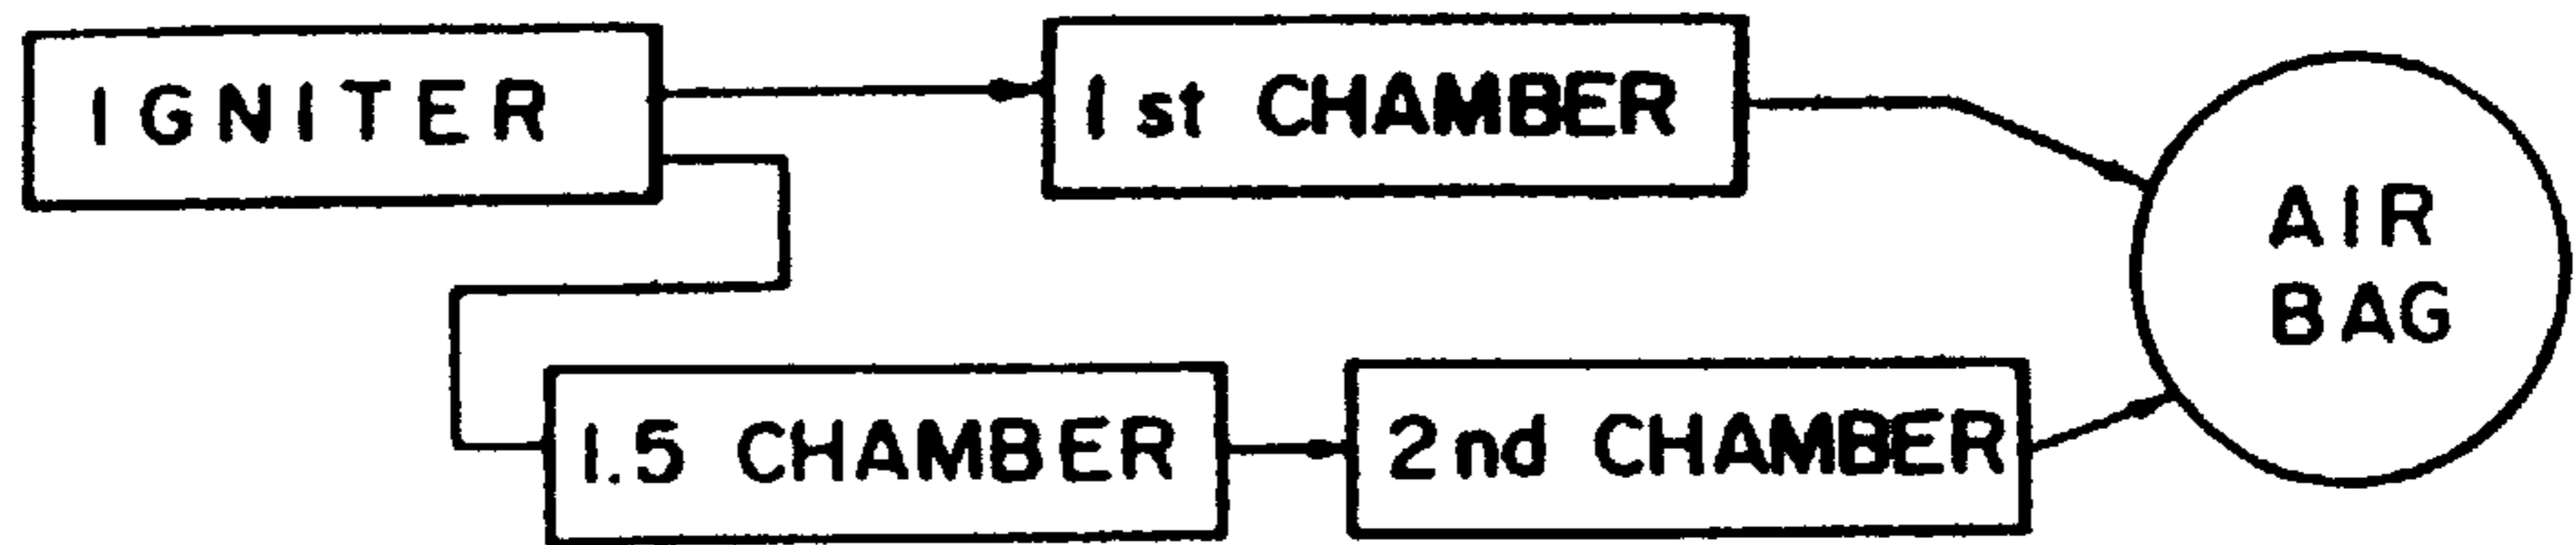 IGNITER
1st CHAMBER
AIR
BAG
1.5 CHAMBER
2nd CHAMBER